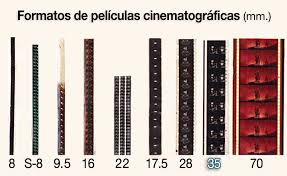 Formatos de películas cinematográficas (mm.)
8 S-8 9.5 16 22 17.5 28 35 70